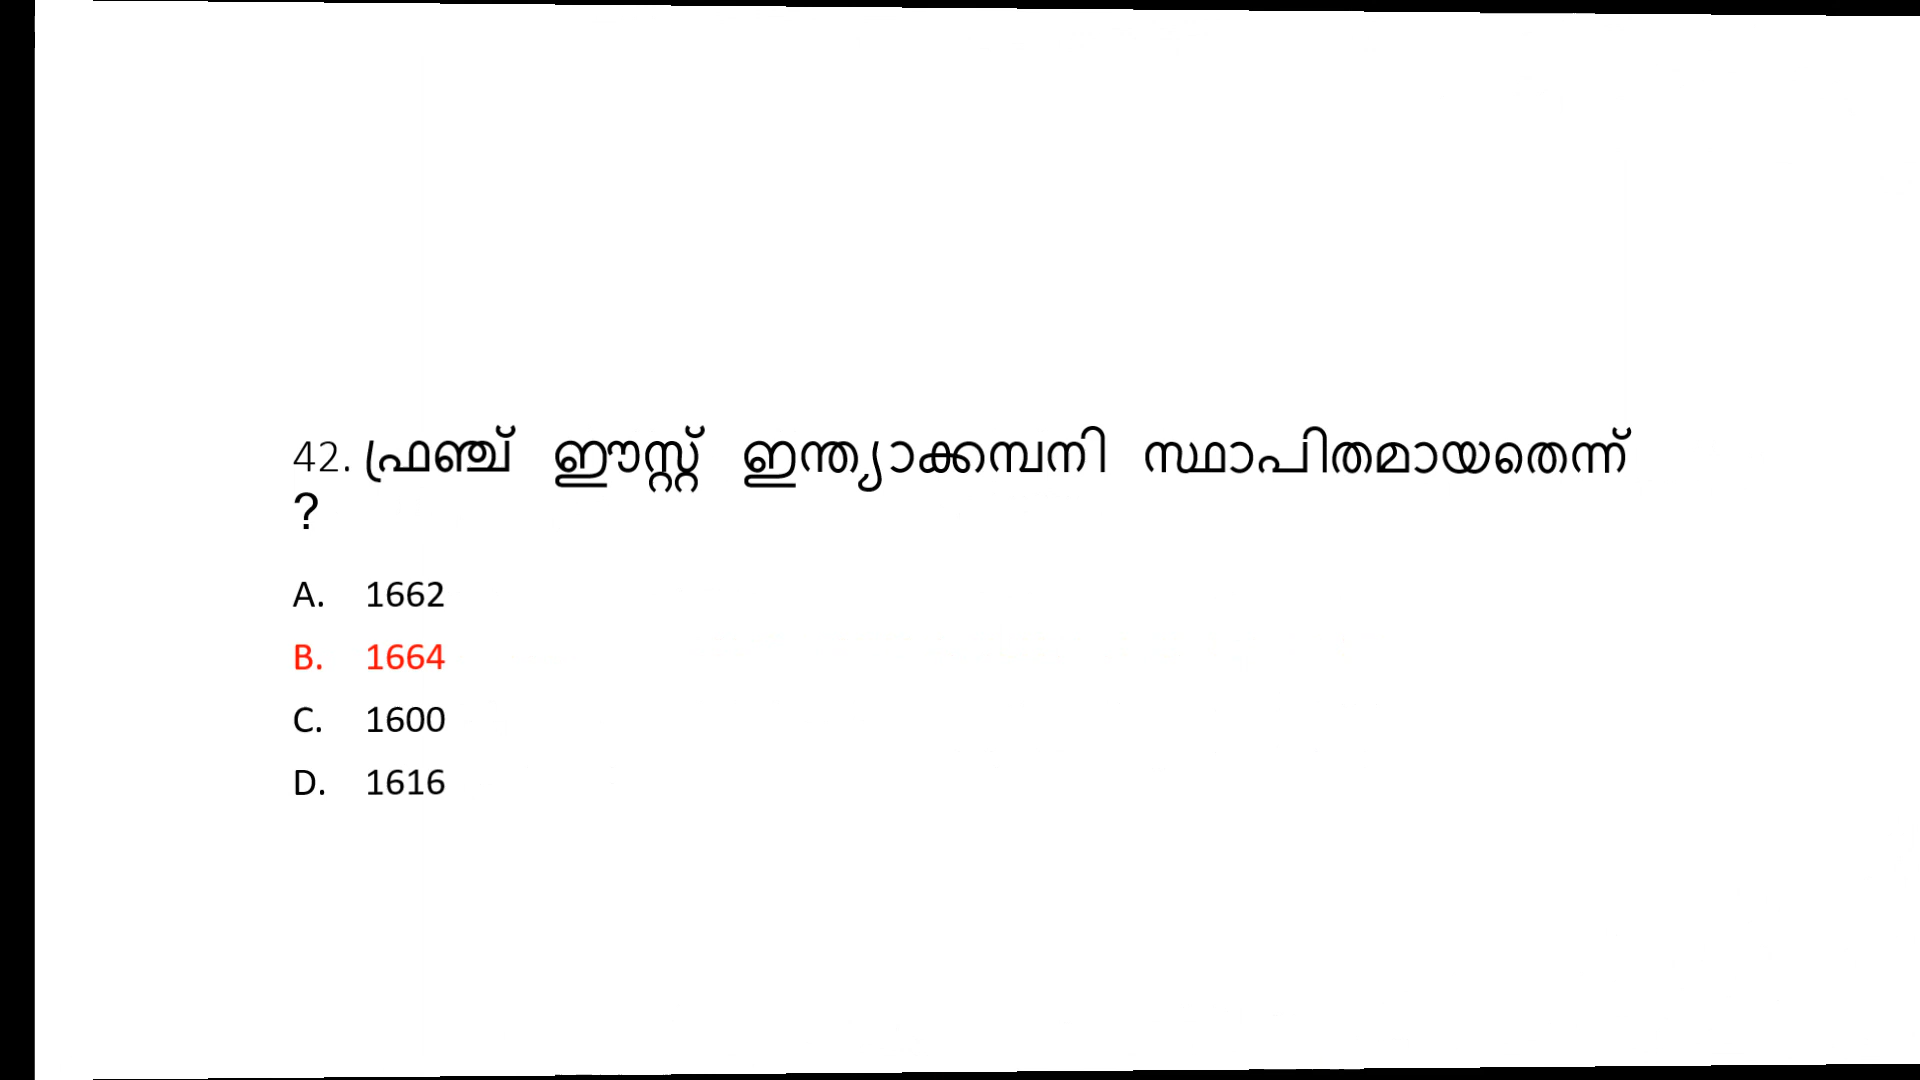 42. ഫ്രഞ്ച് ഈസ്റ്റ് ഇന്ത്യാക്കമ്പനി സ്ഥാപിതമായതെന്ന്
?
A. 1662
B. 1664
C. 1600
D. 1616